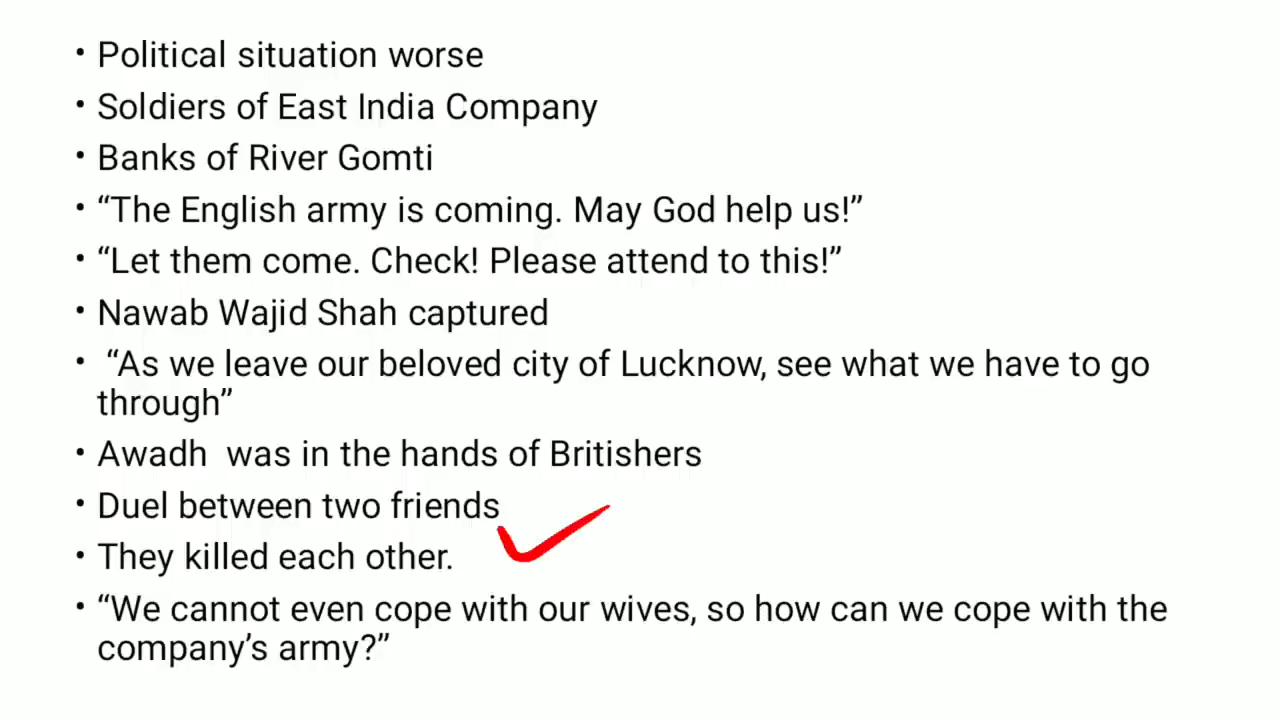 • Political situation worse
• Soldiers of East India Company
• Banks of River Gomti
• “The English army is coming. May God help us!”
• “Let them come. Check! Please attend to this!”
• Nawab Wajid Shah captured
• “As we leave our beloved city of Lucknow, see what we have to go
through”
• Awadh  was in the hands of Britishers
• Duel between two friends
• They killed each other.
• “We cannot even cope with our wives, so how can we cope with the
company’s army?”